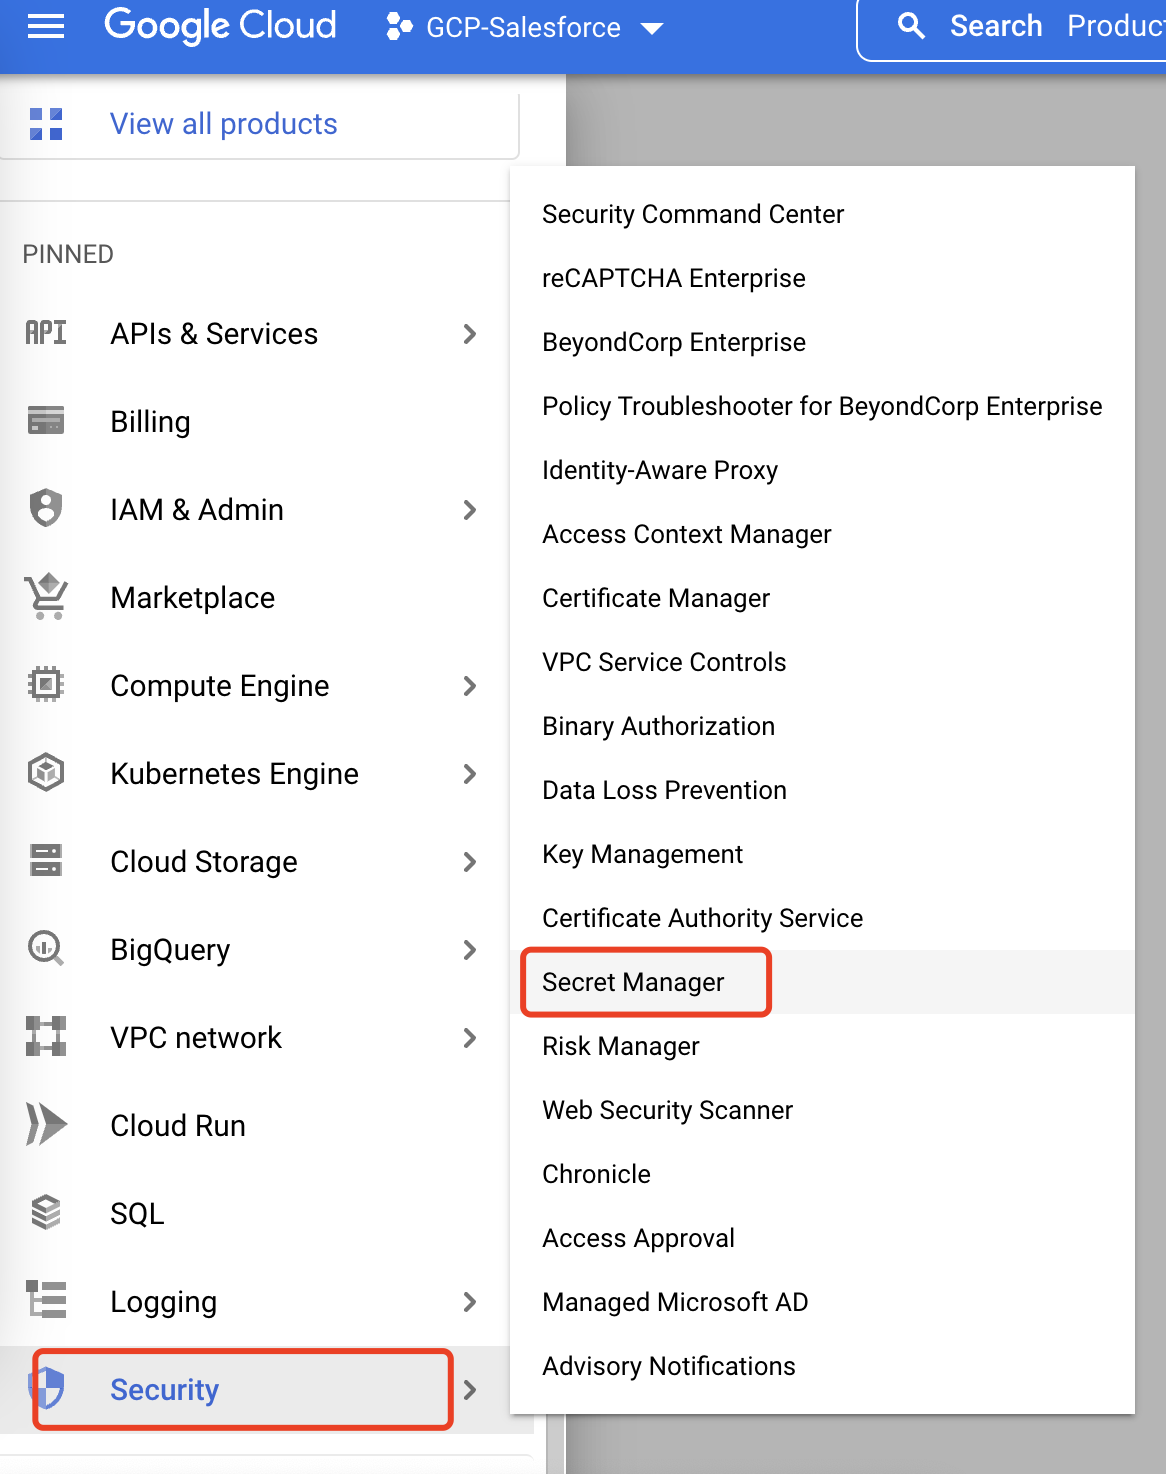 Google Cloud
GCP-Salesforce
Search Product
View all products
PINNED
API APIs & Services
Billing
IAM & Admin
Marketplace
Compute Engine
Kubernetes Engine
Cloud Storage
BigQuery
VPC network
Cloud Run
SQL
Logging
Security
Security Command Center
reCAPTCHA Enterprise
BeyondCorp Enterprise
Policy Troubleshooter for BeyondCorp Enterprise
Identity-Aware Proxy
Access Context Manager
Certificate Manager
VPC Service Controls
Binary Authorization
Data Loss Prevention
Key Management
Certificate Authority Service
Secret Manager
Risk Manager
Web Security Scanner
Chronicle
Access Approval
Managed Microsoft AD
Advisory Notifications